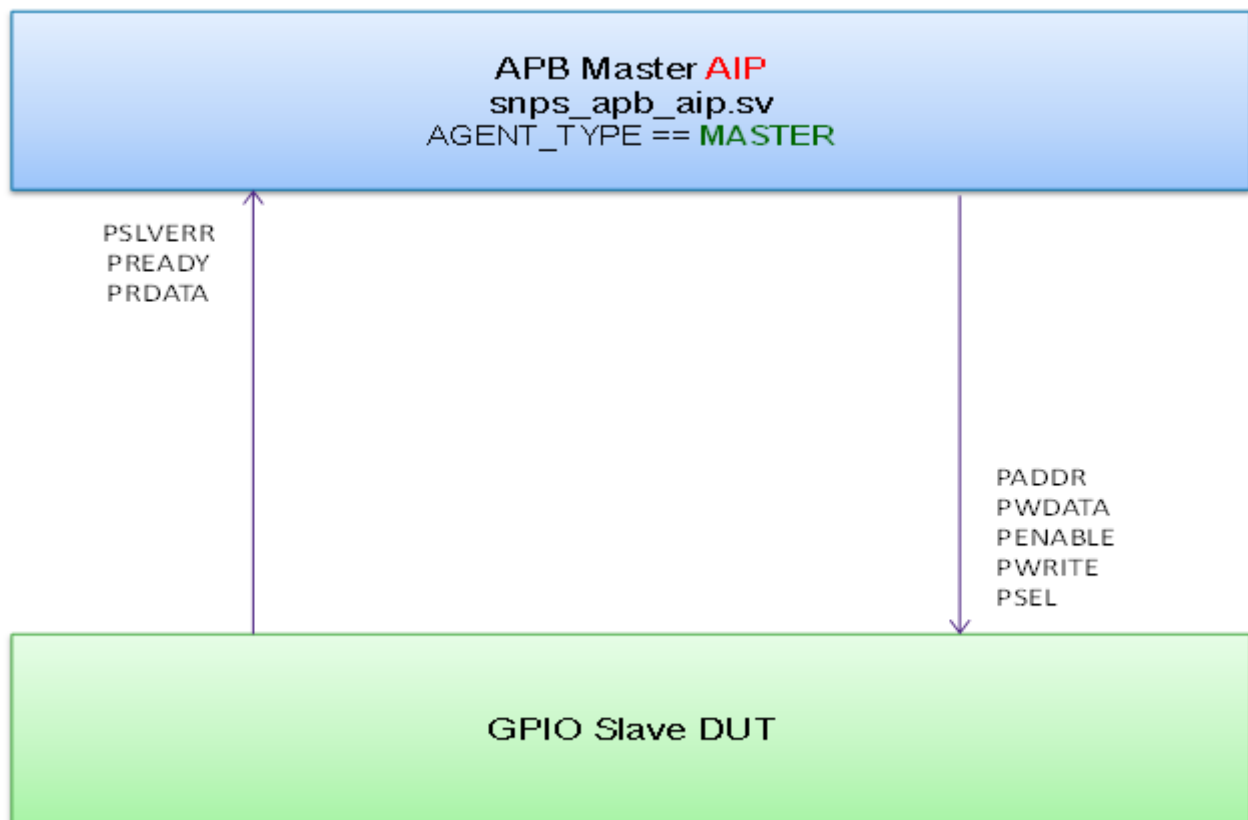 APB Master AIP
snps_apb_aip.sv
AGENT_TYPE == MASTER
PSLVERR
PREADY
PRDATA
PADDR
PWDATA
PENABLE
PWRITE
PSEL
GPIO Slave DUT